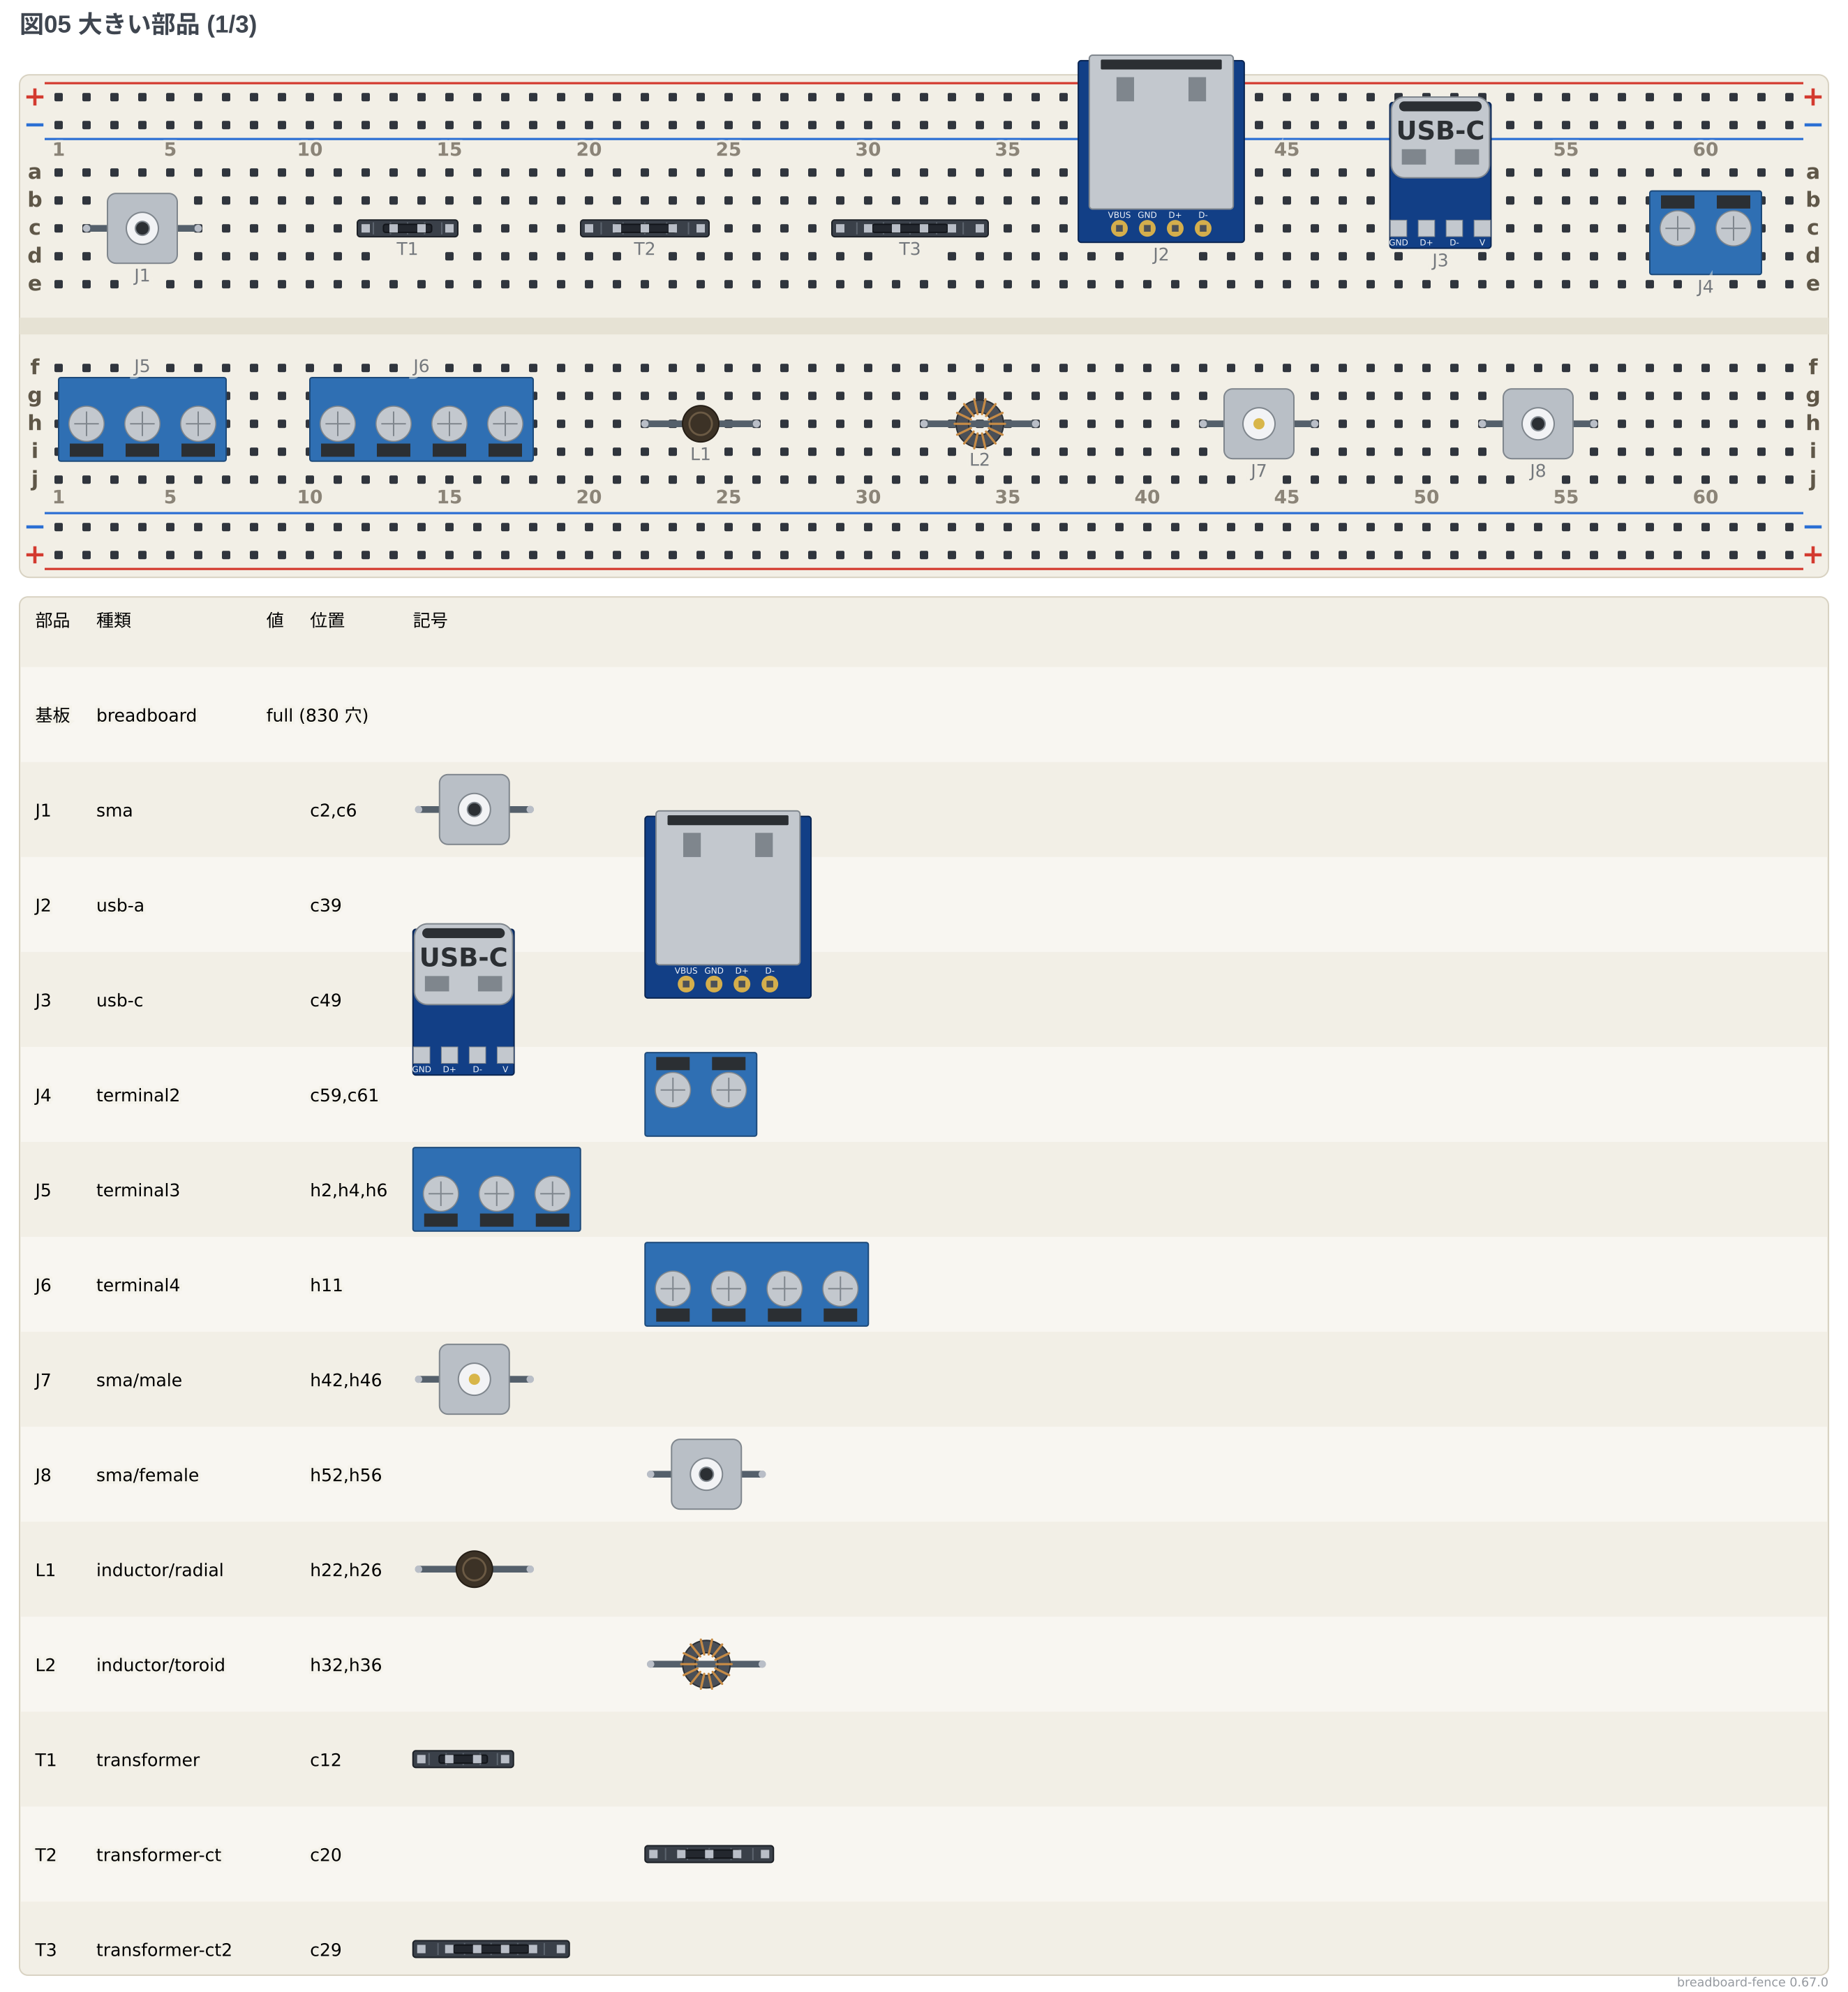 図05 大きい部品 (1/3)
+ +
− −
1 5 10 15 20 25 30 35 45 55 60
USB-C
a a
b b
VBUS GND D+ D-
c c
GND D+ D- V
T1 T2 T3 J2 J3
d d
J1 J4
e e
J5 J6
f f
g g
h h
i i
L1 L2 J7 J8
j j
1 5 10 15 20 25 30 35 40 45 50 55 60
− −
+ +
部品 種類 値 位置 記号
基板 breadboard full (830 穴)
J1 sma c2,c6
J2 usb-a c39
USB-C
VBUS GND D+ D-
J3 usb-c c49
GND D+ D- V
J4 terminal2 c59,c61
J5 terminal3 h2,h4,h6
J6 terminal4 h11
J7 sma/male h42,h46
J8 sma/female h52,h56
L1 inductor/radial h22,h26
L2 inductor/toroid h32,h36
T1 transformer c12
T2 transformer-ct c20
T3 transformer-ct2 c29
breadboard-fence 0.67.0